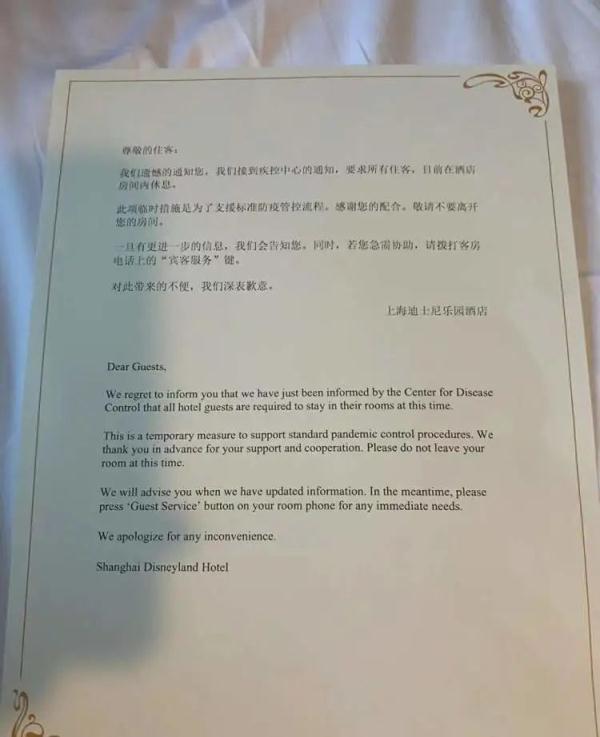 尊敬的住客：
我们遗憾的通知您，我们接到疾控中心的通知，要求所有住客，目前在酒店
房间内休息。
此项临时措施是为了支援标准防疫管控流程。感谢您的配合。敬请不要离开
您的房间。
一旦有更进一步的信息，我们会告知您。同时，若您急需协助，请拨打客房
电话上的“宾客服务”键。
对此带来的不便，我们深表歉意。
上海迪士尼乐园酒店
Dear Guests,
We regret to inform you that we have just been informed by the Center for Disease
Control that all hotel guests are required to stay in their rooms at this time.
This is a temporary measure to support standard pandemic control procedures. We
thank you in advance for your support and cooperation. Please do not leave your
room at this time.
We will advise you when we have updated information. In the meantime, please
press ‘Guest Service’ button on your room phone for any immediate needs.
We apologize for any inconvenience.
Shanghai Disneyland Hotel